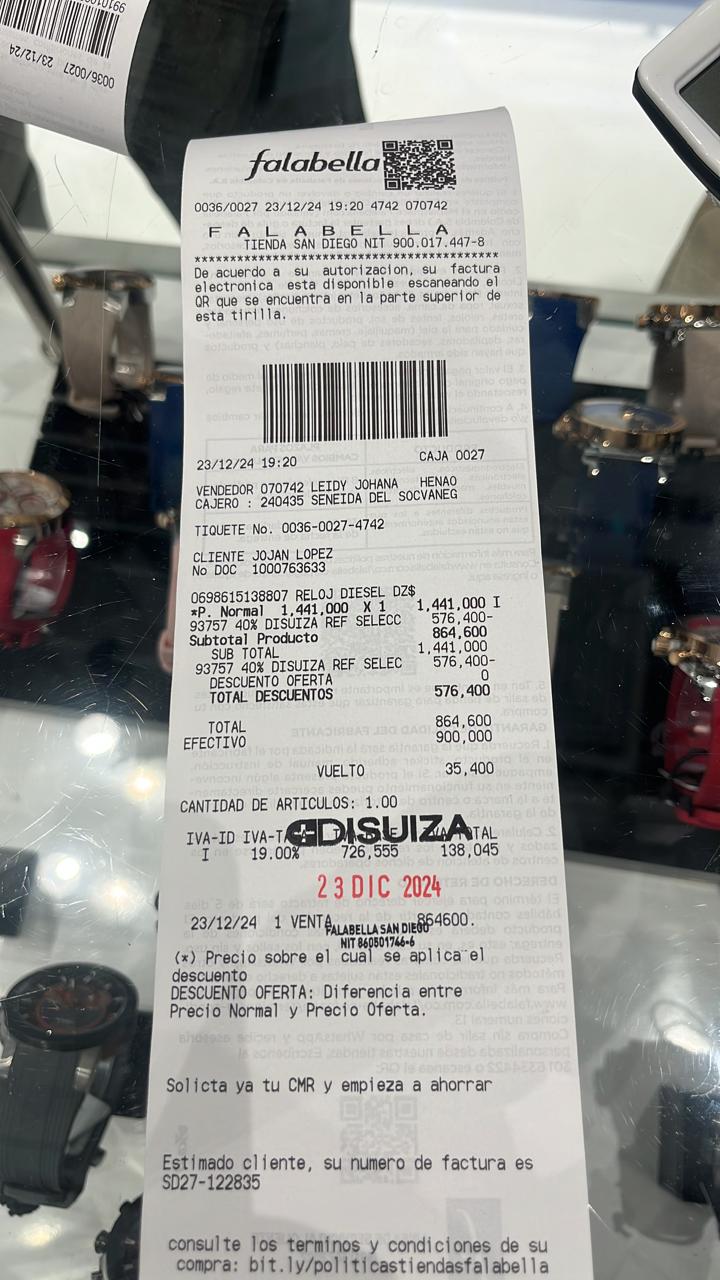 0036/0027 23/12/24
falabella
0036/0027 23/12/24 19:20 4742 070742
F A L A B E L L A
TIENDA SAN DIEGO NIT 900.017.447-8
**********************************************
De acuerdo a su autorizacion, su factura
electronica esta disponible escaneando el
QR que se encuentra en la parte superior de
esta tirilla.
23/12/24 19:20 CAJA 0027
VENDEDOR 070742 LEIDY JOHANA HENAO
CAJERO : 240435 SENEIDA DEL SOCVANEG
TIQUETE No. 0036-0027-4742
CLIENTE JOJAN LOPEZ
No DOC 1000763633
0698615138807 RELOJ DIESEL DZ$
*P. Normal 1,441,000 X 1 1,441,000 I
93757 40% DISUIZA REF SELECC 576,400-
Subtotal Producto 864,600
SUB TOTAL 1,441,000
93757 40% DISUIZA REF SELEC 576,400-
DESCUENTO OFERTA 0
TOTAL DESCUENTOS 576,400
TOTAL 864,600
EFECTIVO 900,000
VUELTO 35,400
CANTIDAD DE ARTICULOS: 1.00
IVA-ID
DISUIZA
I 19.00% 726,555 138,045
23 DIC 2024
23/12/24 1 VENTA 864600.
FALABELLA SAN DIEGO
NIT 860501746-6
(*) Precio sobre el cual se aplica el
descuento
DESCUENTO OFERTA: Diferencia entre
Precio Normal y Precio Oferta.
Solicta ya tu CMR y empieza a ahorrar
Estimado cliente, su numero de factura es
SD27-122835
consulte los terminos y condiciones de su
compra: bit.ly/politicastiendasfalabella